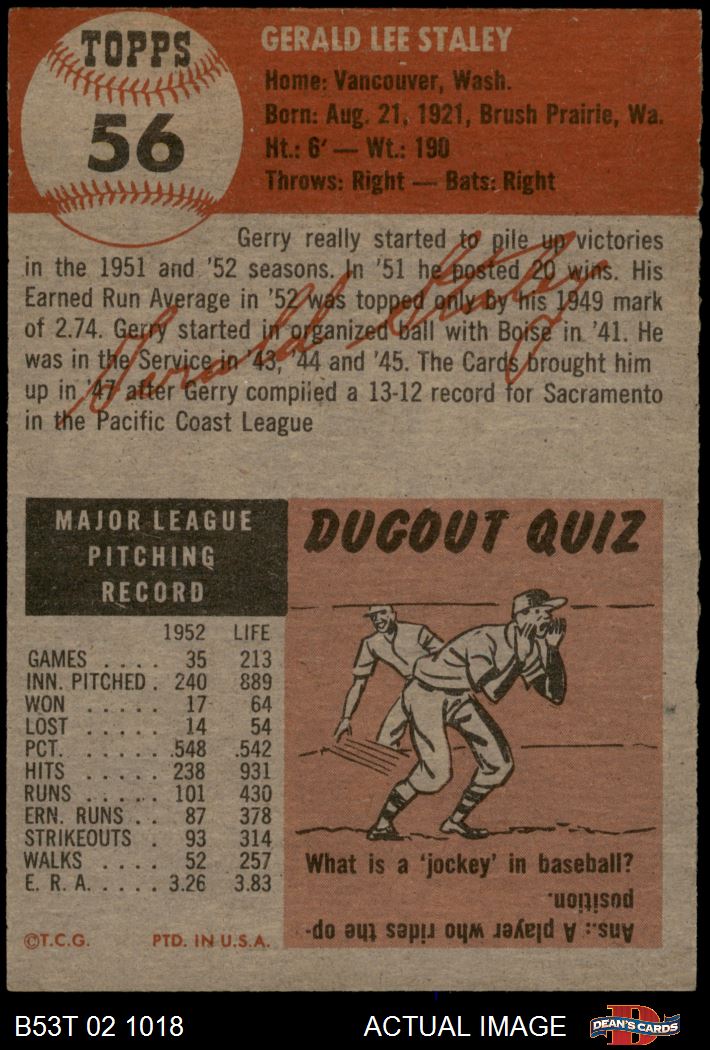 TOPPS
56
GERALD LEE STALEY
Home: Vancouver, Wash.
Born: Aug. 21, 1921, Brush Prairie, Wa.
Ht.: 6' — Wt.: 190
Throws: Right — Bats: Right
Gerry really started to pile up victories
in the 1951 and '52 seasons. In '51 he posted 20 wins. His
Earned Run Average in '52 was topped only by his 1949 mark
of 2.74. Gerry started in organized ball with Boise in '41. He
was in the Service in '43, '44 and '45. The Cards brought him
up in '47 after Gerry compiled a 13-12 record for Sacramento
in the Pacific Coast League
Gerald Staley
MAJOR LEAGUE
PITCHING
RECORD
1952 LIFE
GAMES . . . . 35 213
INN. PITCHED . 240 889
WON . . . . . 17 64
LOST . . . . . 14 54
PCT. . . . . . .548 .542
HITS . . . . . 238 931
RUNS . . . . . 101 430
ERN. RUNS . . 87 378
STRIKEOUTS . 93 314
WALKS . . . . 52 257
E. R. A. . . . . 3.26 3.83
©T.C.G. PTD. IN U.S.A.
DUGOUT QUIZ
What is a 'jockey' in baseball?
Ans.: A player who rides the op-
position.
B53T 02 1018
ACTUAL IMAGE
D
DEAN'S CARDS